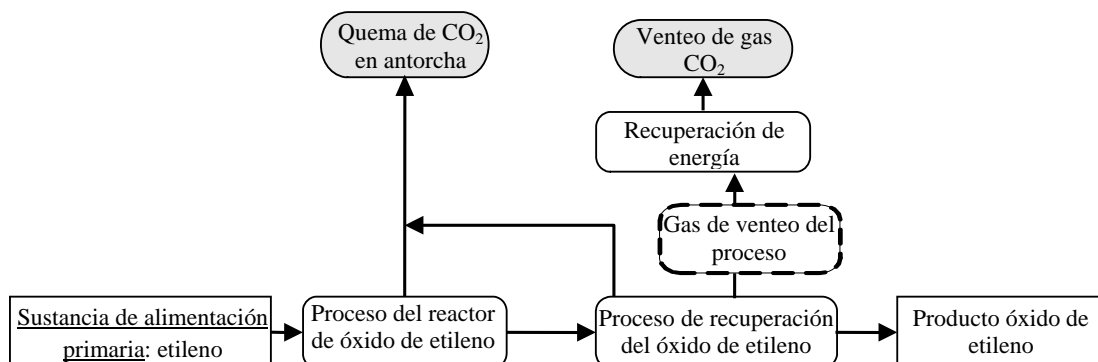 Quema de CO₂
en antorcha
Venteo de gas
CO₂
Recuperación de
energía
Gas de venteo del
proceso
Sustancia de alimentación
primaria: etileno
Proceso del reactor
de óxido de etileno
Proceso de recuperación
del óxido de etileno
Producto óxido de
etileno